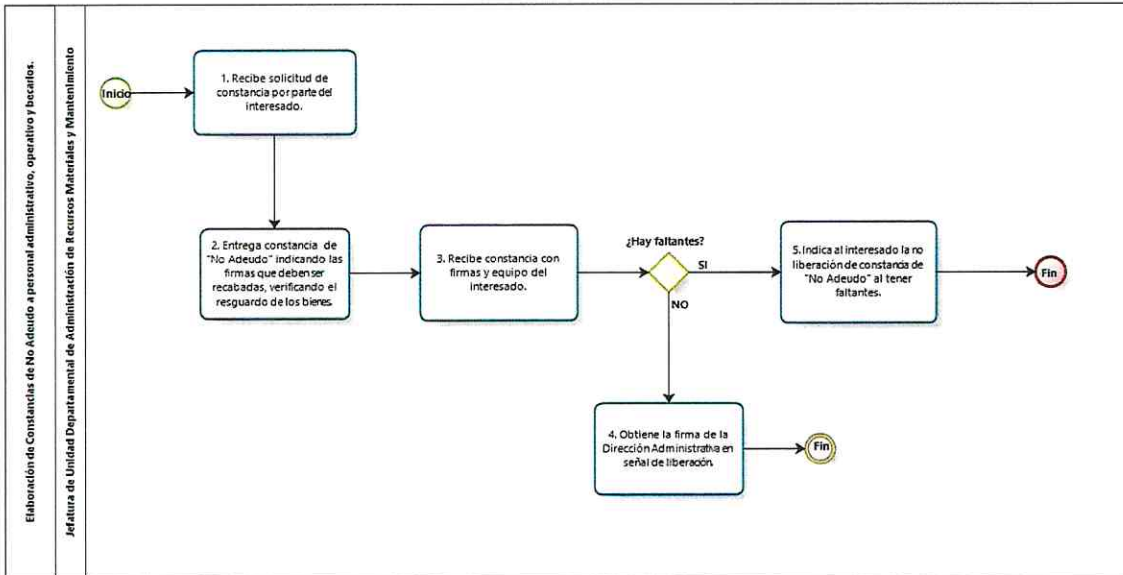 Elaboración de Constancias de No Adeudo a personal administrativo, operativo y becarios.
Jefatura de Unidad Departamental de Administración de Recursos Materiales y Mantenimiento
Inicio
1. Recibe solicitud de
constancia por parte del
interesado.
2. Entrega constancia de
"No Adeudo" indicando las
firmas que deben ser
recabadas, verificando el
resguardo de los bienes.
3. Recibe constancia con
firmas y equipo del
interesado.
¿Hay faltantes?
SI
NO
5. Indica al interesado la no
liberación de constancia de
"No Adeudo" al tener
faltantes.
Fin
4. Obtiene la firma de la
Dirección Administrativa en
señal de liberación.
Fin